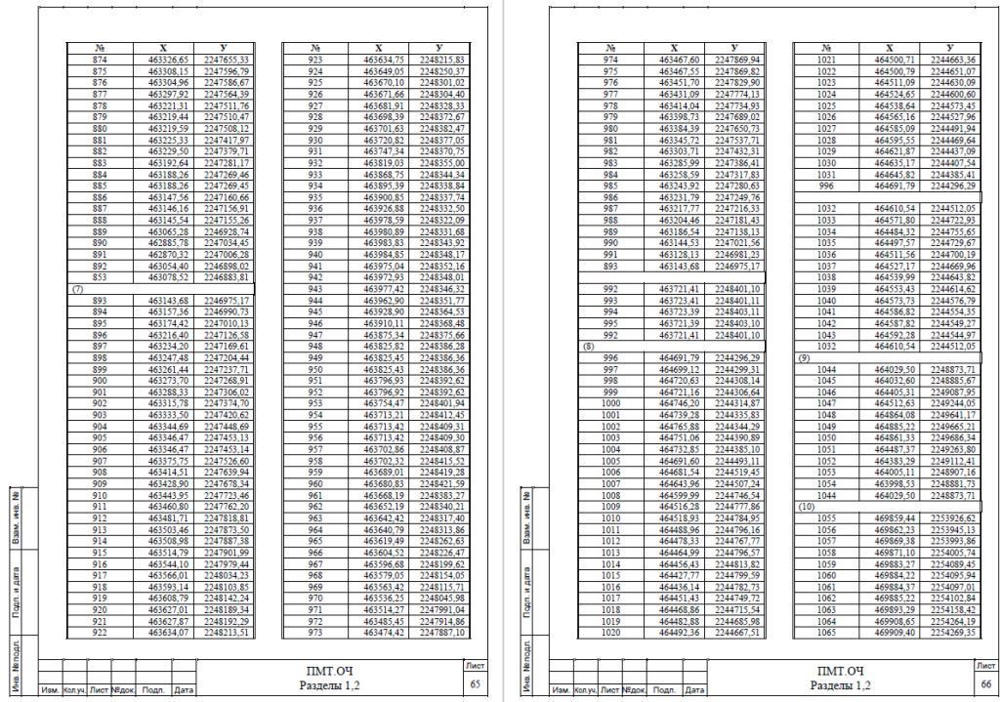 № X У
874 463326,65 2247655,33
875 463308,15 2247596,79
876 463304,96 2247586,67
877 463297,92 2247564,39
878 463221,31 2247511,76
879 463219,44 2247510,47
880 463219,59 2247508,12
881 463225,33 2247417,97
882 463229,50 2247379,71
883 463192,64 2247281,17
884 463188,26 2247269,46
885 463188,26 2247269,45
886 463147,56 2247160,66
887 463146,16 2247156,91
888 463145,54 2247155,26
889 463065,28 2246928,74
890 462885,78 2247034,45
891 462870,32 2247006,28
892 463054,40 2246898,02
853 463078,52 2246883,81
(7)
893 463143,68 2246975,17
894 463157,36 2246990,73
895 463174,42 2247010,13
896 463216,40 2247126,58
897 463234,20 2247169,61
898 463247,48 2247204,44
899 463261,44 2247237,71
900 463273,70 2247268,91
901 463288,33 2247306,02
902 463315,78 2247374,70
903 463333,50 2247420,62
904 463344,69 2247448,69
905 463346,47 2247453,13
906 463346,47 2247453,14
907 463375,75 2247526,60
908 463414,51 2247639,94
909 463428,90 2247678,34
910 463443,95 2247723,46
911 463460,80 2247762,20
912 463481,71 2247818,81
913 463503,46 2247873,50
914 463508,98 2247887,38
915 463514,79 2247901,99
916 463544,10 2247979,44
917 463566,01 2248034,23
918 463593,14 2248103,85
919 463608,79 2248142,24
920 463627,01 2248189,34
921 463627,87 2248192,29
922 463634,07 2248213,51
№ X У
923 463634,75 2248215,83
924 463649,05 2248250,37
925 463670,10 2248301,02
926 463671,66 2248304,40
927 463681,91 2248328,33
928 463698,39 2248372,67
929 463701,63 2248382,47
930 463720,82 2248377,05
931 463747,34 2248370,75
932 463819,03 2248355,00
933 463868,75 2248344,34
934 463895,39 2248338,84
935 463900,85 2248337,74
936 463926,88 2248332,50
937 463978,59 2248322,09
938 463980,89 2248331,68
939 463983,83 2248343,92
940 463984,85 2248348,17
941 463975,04 2248352,16
942 463972,93 2248348,01
943 463977,42 2248346,32
944 463962,90 2248351,77
945 463928,90 2248364,53
946 463910,11 2248368,48
947 463875,34 2248375,66
948 463825,82 2248386,28
949 463825,45 2248386,36
950 463825,43 2248386,36
951 463796,93 2248392,62
952 463796,92 2248392,62
953 463754,47 2248401,94
954 463713,21 2248412,45
955 463713,42 2248409,31
956 463713,42 2248409,30
957 463702,86 2248408,87
958 463702,32 2248415,52
959 463689,01 2248419,28
960 463680,83 2248421,59
961 463668,19 2248383,27
962 463652,19 2248340,21
963 463642,42 2248317,40
964 463640,79 2248313,86
965 463619,49 2248262,63
966 463604,52 2248226,47
967 463596,68 2248199,62
968 463579,05 2248154,05
969 463563,42 2248115,71
970 463536,25 2248045,98
971 463514,27 2247991,04
972 463485,45 2247914,86
973 463474,42 2247887,10
Взам. инв. №
Подп. и дата
Инв. №подл.
Изм. Кол.уч. Лист №док. Подп. Дата
ПМТ.ОЧ
Разделы 1,2
Лист
65
№ X У
974 463467,60 2247869,94
975 463467,55 2247869,82
976 463451,70 2247829,90
977 463431,09 2247774,13
978 463414,04 2247734,93
979 463398,73 2247689,02
980 463384,39 2247650,73
981 463345,72 2247537,71
982 463303,71 2247432,31
983 463285,99 2247386,41
984 463258,59 2247317,83
985 463243,92 2247280,63
986 463231,79 2247249,76
987 463217,77 2247216,33
988 463204,46 2247181,43
989 463186,54 2247138,13
990 463144,53 2247021,56
991 463128,13 2246981,23
893 463143,68 2246975,17
992 463721,41 2248401,10
993 463723,41 2248401,11
994 463723,39 2248403,11
995 463721,39 2248403,10
992 463721,41 2248401,10
(8)
996 464691,79 2244296,29
997 464699,12 2244299,31
998 464720,63 2244308,14
999 464721,16 2244306,64
1000 464746,20 2244314,87
1001 464739,28 2244335,83
1002 464765,88 2244344,29
1003 464751,06 2244390,89
1004 464732,85 2244385,10
1005 464691,60 2244493,11
1006 464681,54 2244519,45
1007 464643,96 2244507,24
1008 464599,99 2244746,54
1009 464516,28 2244777,86
1010 464518,93 2244784,95
1011 464488,96 2244796,16
1012 464478,33 2244767,77
1013 464464,99 2244796,57
1014 464456,43 2244813,82
1015 464427,77 2244799,59
1016 464436,14 2244782,73
1017 464451,43 2244749,72
1018 464468,86 2244715,54
1019 464482,88 2244685,98
1020 464492,36 2244667,51
№ X У
1021 464500,71 2244663,36
1022 464500,79 2244651,07
1023 464511,09 2244630,09
1024 464524,65 2244600,60
1025 464538,64 2244573,45
1026 464565,16 2244527,96
1027 464585,09 2244491,94
1028 464595,55 2244469,64
1029 464621,87 2244437,09
1030 464635,17 2244407,54
1031 464645,82 2244385,41
996 464691,79 2244296,29
1032 464610,54 2244512,05
1033 464571,80 2244722,93
1034 464484,32 2244755,65
1035 464497,57 2244729,67
1036 464511,56 2244700,19
1037 464527,17 2244669,96
1038 464539,99 2244643,82
1039 464553,43 2244614,62
1040 464573,73 2244576,79
1041 464586,82 2244554,35
1042 464587,82 2244549,27
1043 464592,28 2244544,97
1032 464610,54 2244512,05
(9)
1044 464029,50 2248873,71
1045 464032,60 2248885,67
1046 464405,31 2249087,95
1047 464512,63 2249244,05
1048 464864,08 2249641,17
1049 464885,22 2249665,21
1050 464861,33 2249686,34
1051 464487,37 2249263,80
1052 464383,29 2249112,41
1053 464005,11 2248907,16
1054 463998,53 2248881,73
1044 464029,50 2248873,71
(10)
1055 469859,44 2253926,62
1056 469862,23 2253945,13
1057 469869,38 2253993,86
1058 469871,10 2254005,74
1059 469883,27 2254089,45
1060 469884,22 2254095,94
1061 469884,37 2254097,01
1062 469885,22 2254102,84
1063 469893,29 2254158,42
1064 469908,65 2254264,19
1065 469909,40 2254269,35
Взам. инв. №
Подп. и дата
Инв. №подл.
Изм. Кол.уч. Лист №док. Подп. Дата
ПМТ.ОЧ
Разделы 1,2
Лист
66